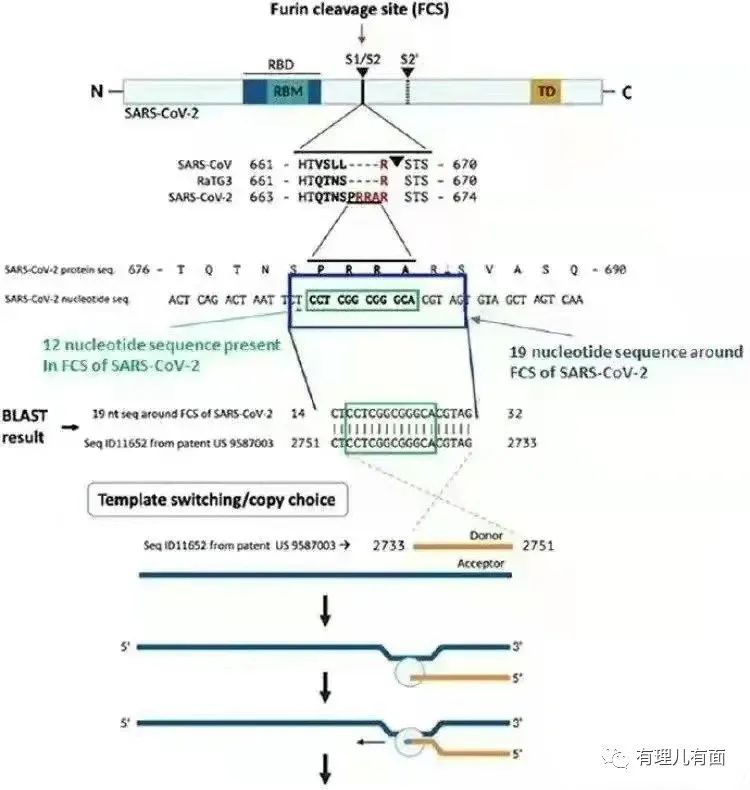 Furin cleavage site (FCS)
S1/S2 S2'
RBD
N RBM TD C
SARS-CoV-2
SARS-CoV 661 - HTVSLL----R STS - 670
RaTG3 661 - HTQTNS----R STS - 670
SARS-CoV-2 663 - HTQTNSPRRAR STS - 674
SARS-CoV-2 protein seq. 676 - T Q T N S P R R A R S V A S Q - 690
SARS-CoV-2 nucleotide seq. ACT CAG ACT AAT TCT CCT CGG CGG GCA CGT AGT GTA GCT AGT CAA
12 nucleotide sequence present
In FCS of SARS-CoV-2
19 nucleotide sequence around
FCS of SARS-CoV-2
BLAST
result
19 nt seq around FCS of SARS-CoV-2 14 CTCCTCGGCGGGCACGTAG 32
Seq ID11652 from patent US 9587003 2751 CTCCTCGGCGGGCACGTAG 2733
Template switching/copy choice
Seq ID11652 from patent US 9587003 → 2733 Donor 2751
Acceptor
5' 3'
5'
5' 3'
5'
有理儿有面